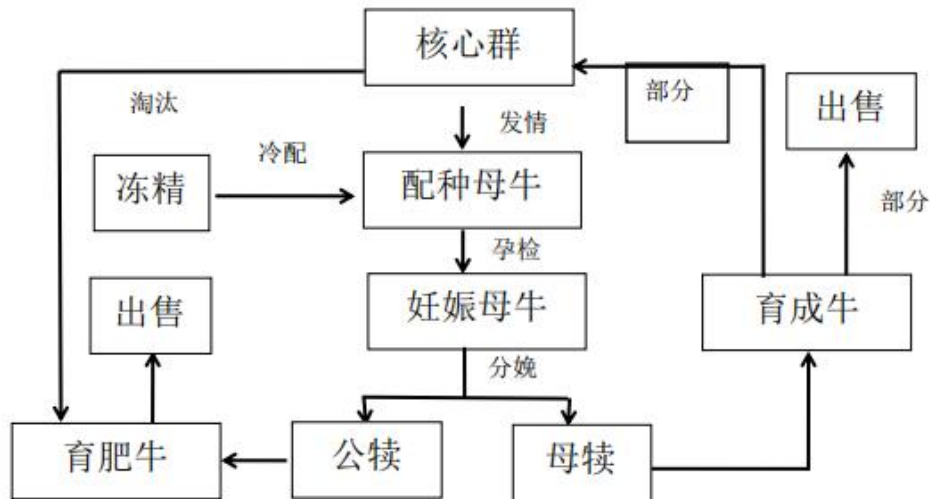 核心群
部分
淘汰
发情
出售
冷配
冻精
配种母牛
部分
孕检
出售
妊娠母牛
育成牛
分娩
育肥牛
公犊
母犊